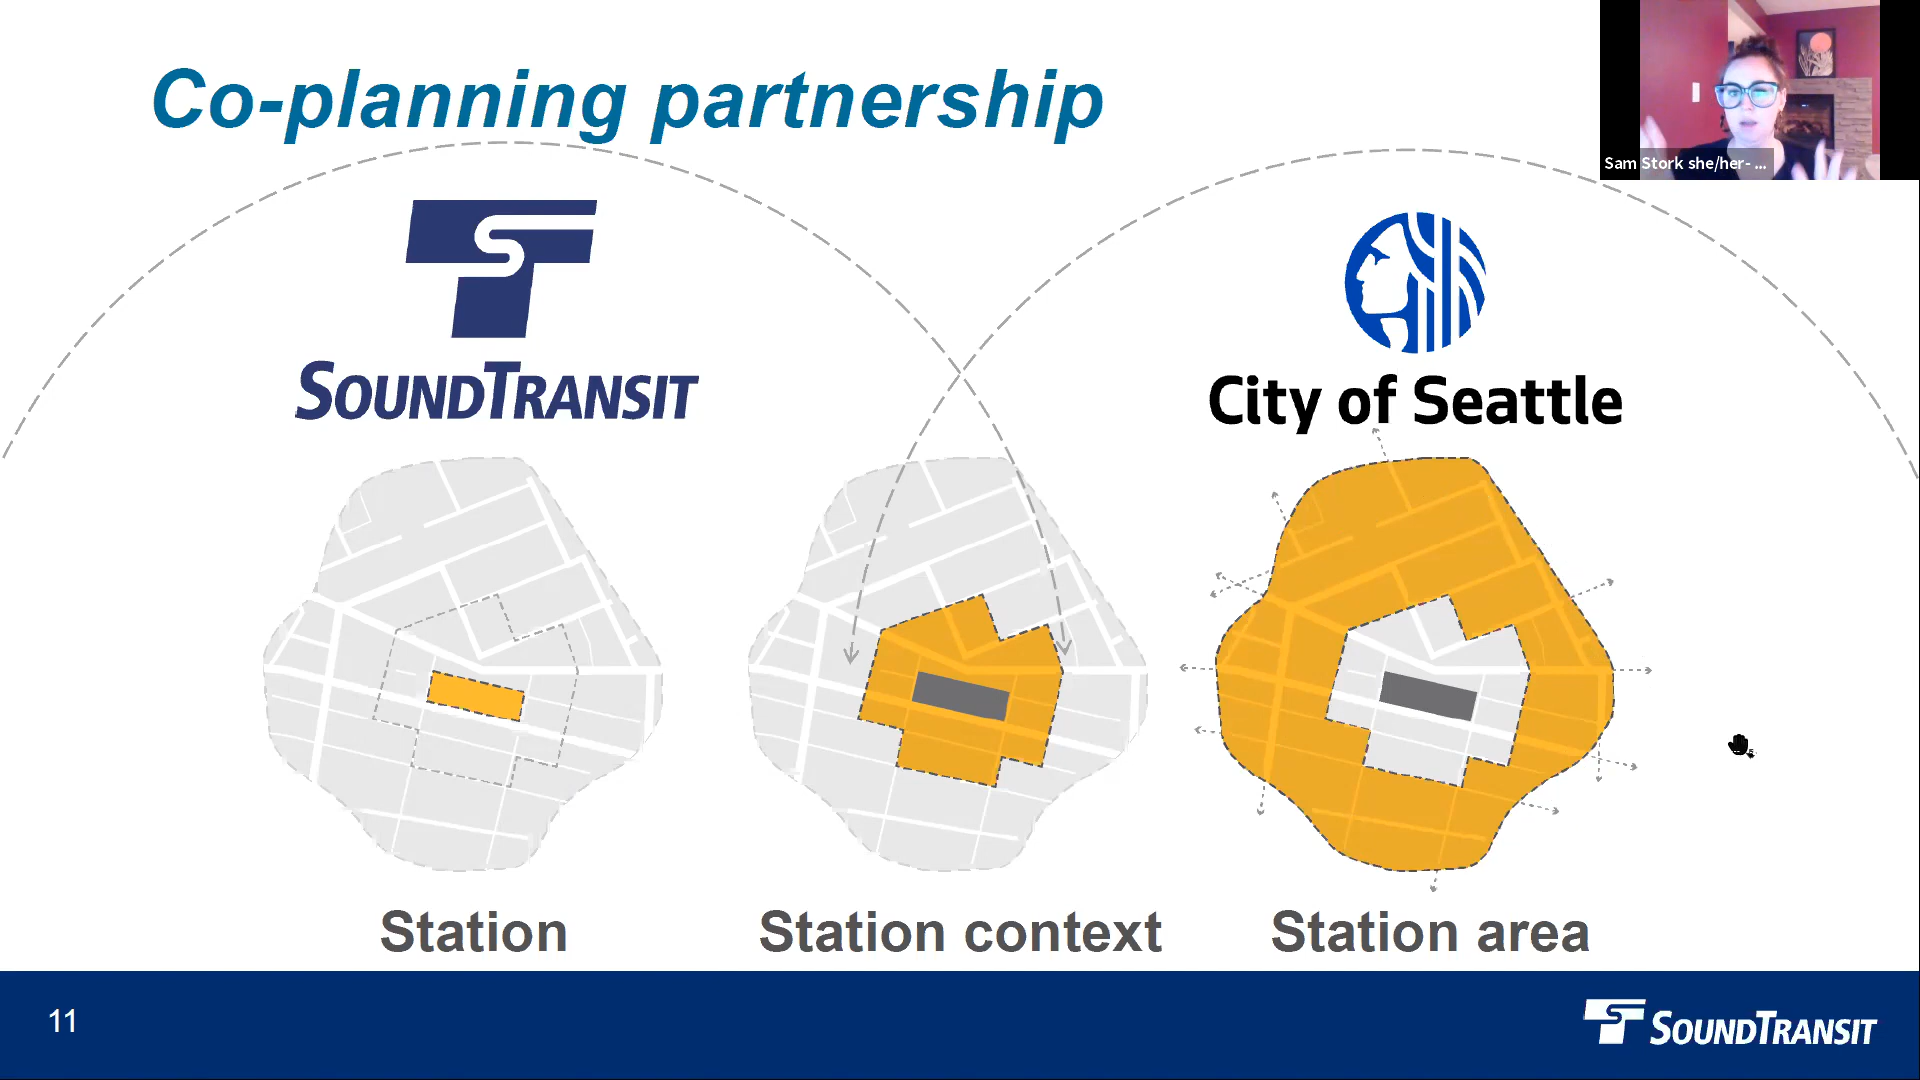 Co-planning partnership
Sam Stork she/her- ...
SOUNDTRANSIT
City of Seattle
Station
Station context
Station area
11
SOUNDTRANSIT